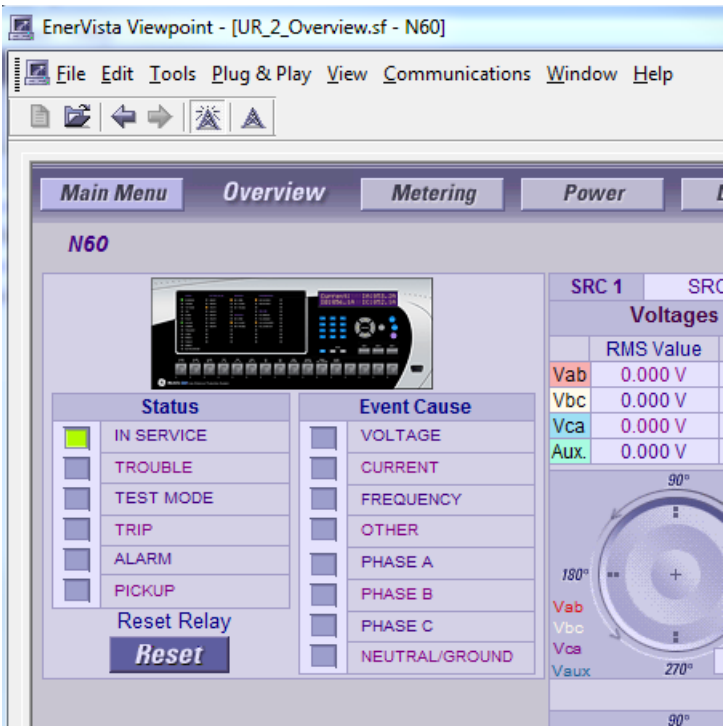 EnerVista Viewpoint - [UR_2_Overview.sf - N60]
File Edit Tools Plug & Play View Communications Window Help
Main Menu Overview Metering Power
N60
SRC 1 SRC
Voltages
RMS Value
Vab 0.000 V
Vbc 0.000 V
Vca 0.000 V
Aux. 0.000 V
Status Event Cause
IN SERVICE VOLTAGE
TROUBLE CURRENT
TEST MODE FREQUENCY
TRIP OTHER
ALARM PHASE A
PICKUP PHASE B
Reset Relay PHASE C
Reset NEUTRAL/GROUND
90°
180°
Vab
Vbc
Vca
Vaux 270°
90°